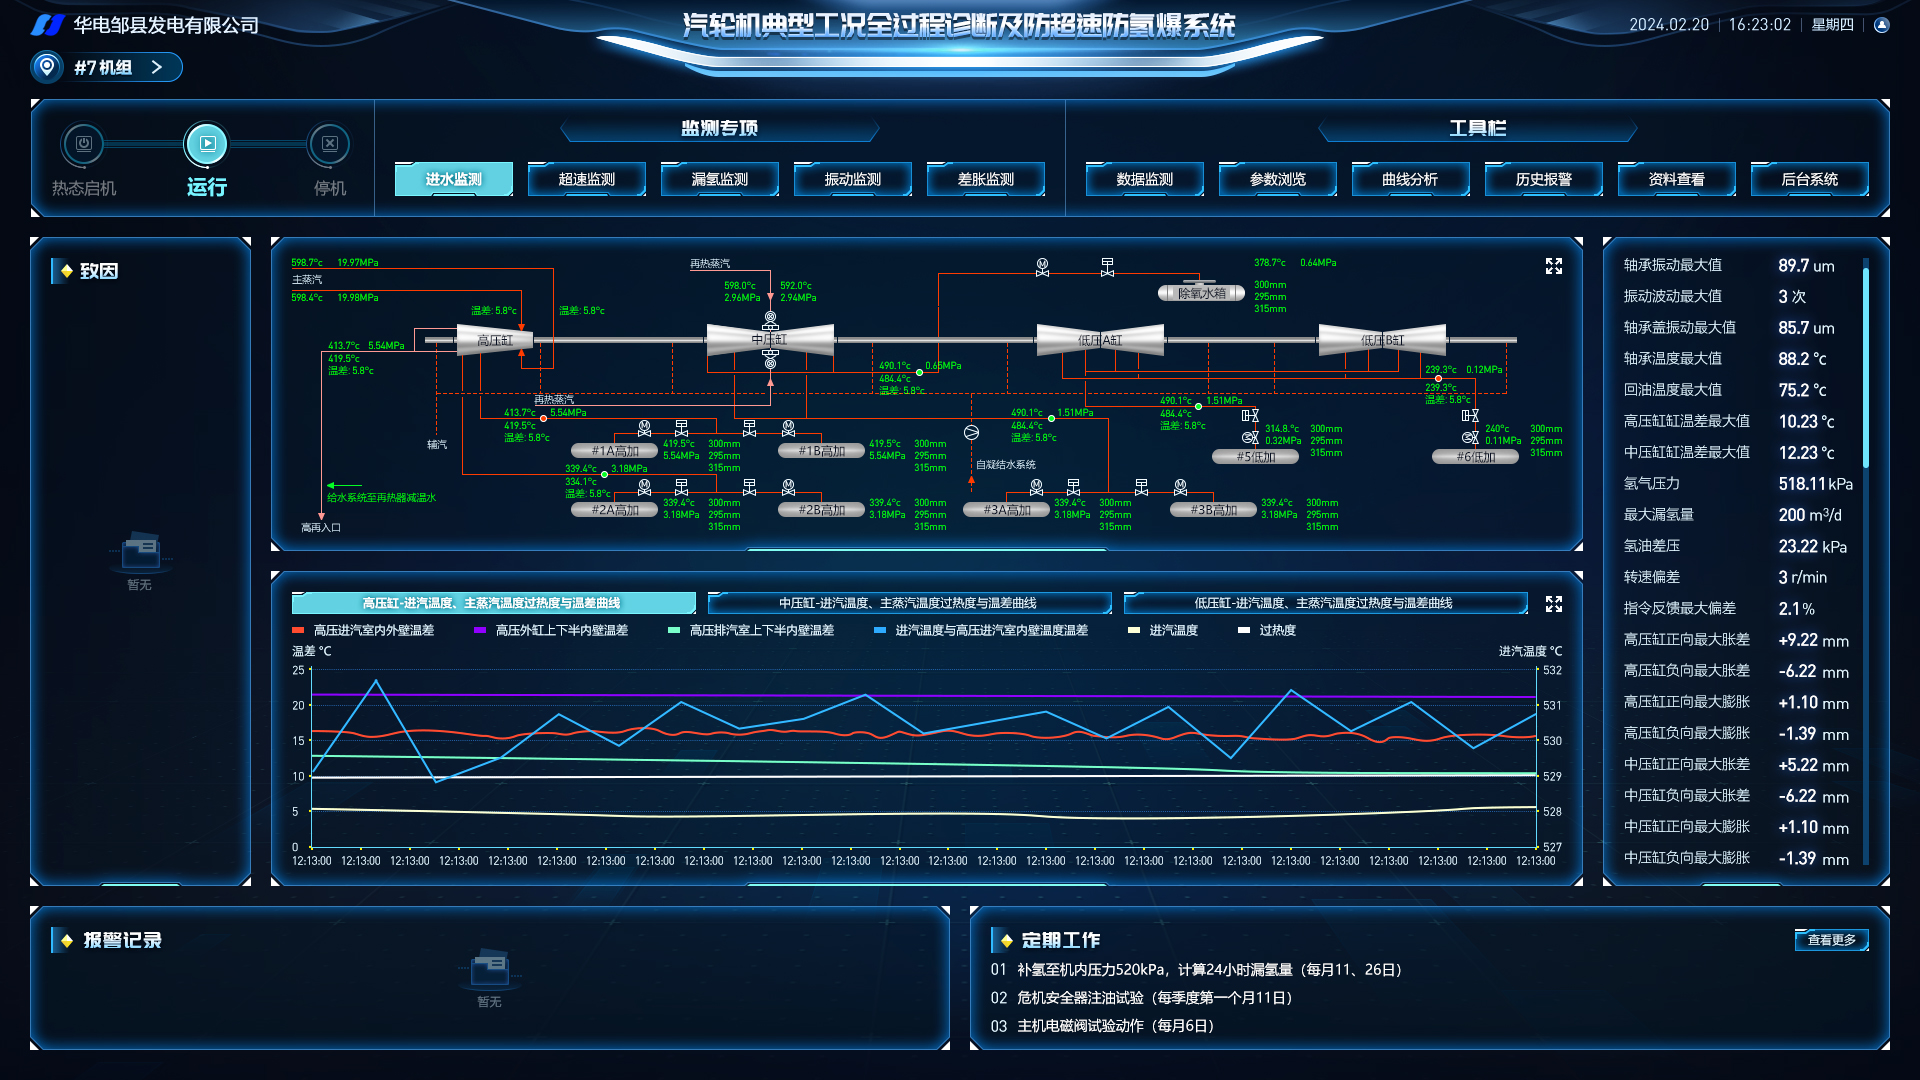 华电邹县发电有限公司
汽轮机典型工况全过程诊断及防超速防氢爆系统
2024.02.20 | 16:23:02 | 星期四
#7机组
热态启机
运行
停机
监测专项
进水监测
超速监测
漏氢监测
振动监测
差胀监测
工具栏
数据监测
参数浏览
曲线分析
历史报警
资料查看
后台系统
致因
暂无
598.7°c 19.97MPa
主蒸汽
598.4°c 19.98MPa
温差: 5.8°c
温差: 5.8°c
再热蒸汽
598.0°c 592.0°c
2.96MPa 2.94MPa
378.7°c 0.64MPa
除氧水箱
300mm
295mm
315mm
高压缸
中压缸
低压A缸
低压B缸
413.7°c 5.54MPa
419.5°c
温差: 5.8°c
490.1°c 0.65MPa
484.4°c
温差: 5.8°c
239.3°c 0.12MPa
239.3°c
温差: 5.8°c
再热蒸汽
413.7°c 5.54MPa
419.5°c
温差: 5.8°c
490.1°c 1.51MPa
484.4°c
温差: 5.8°c
490.1°c 1.51MPa
484.4°c
温差: 5.8°c
辅汽
#1A高加
419.5°c 300mm
5.54MPa 295mm
315mm
#1B高加
419.5°c 300mm
5.54MPa 295mm
315mm
314.8.°c 300mm
0.32MPa 295mm
315mm
#5低加
240°c 300mm
0.11MPa 295mm
315mm
#6低加
339.4°c 3.18MPa
334.1°c
温差: 5.8°c
自凝结水系统
给水系统至再热器减温水
高再入口
#2A高加
339.4°c 300mm
3.18MPa 295mm
315mm
#2B高加
339.4°c 300mm
3.18MPa 295mm
315mm
#3A高加
339.4°c 300mm
3.18MPa 295mm
315mm
#3B高加
339.4°c 300mm
3.18MPa 295mm
315mm
高压缸-进汽温度、主蒸汽温度过热度与温差曲线
中压缸-进汽温度、主蒸汽温度过热度与温差曲线
低压缸-进汽温度、主蒸汽温度过热度与温差曲线
高压进汽室内外壁温差
高压外缸上下半内壁温差
高压排汽室上下半内壁温差
进汽温度与高压进汽室内壁温度温差
进汽温度
过热度
温差 °C
进汽温度 °C
25 532
20 531
15 530
10 529
5 528
0 527
12:13:00 12:13:00 12:13:00 12:13:00 12:13:00 12:13:00 12:13:00 12:13:00 12:13:00 12:13:00 12:13:00 12:13:00 12:13:00 12:13:00 12:13:00 12:13:00 12:13:00 12:13:00 12:13:00 12:13:00 12:13:00 12:13:00 12:13:00 12:13:00 12:13:00 12:13:00
轴承振动最大值 89.7 um
振动波动最大值 3 次
轴承盖振动最大值 85.7 um
轴承温度最大值 88.2 °c
回油温度最大值 75.2 °c
高压缸缸温差最大值 10.23 °c
中压缸缸温差最大值 12.23 °c
氢气压力 518.11 kPa
最大漏氢量 200 m³/d
氢油差压 23.22 kPa
转速偏差 3 r/min
指令反馈最大偏差 2.1 %
高压缸正向最大胀差 +9.22 mm
高压缸负向最大胀差 -6.22 mm
高压缸正向最大膨胀 +1.10 mm
高压缸负向最大膨胀 -1.39 mm
中压缸正向最大胀差 +5.22 mm
中压缸负向最大胀差 -6.22 mm
中压缸正向最大膨胀 +1.10 mm
中压缸负向最大膨胀 -1.39 mm
报警记录
暂无
定期工作
查看更多
01 补氢至机内压力520kPa，计算24小时漏氢量（每月11、26日）
02 危机安全器注油试验（每季度第一个月11日）
03 主机电磁阀试验动作（每月6日）